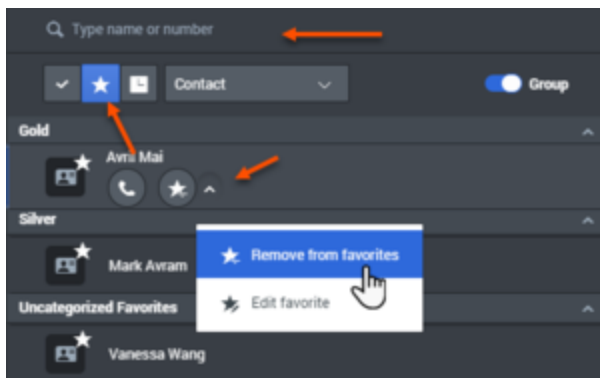 Type name or number
Contact
Group
Gold
Avril Mai
Silver
Remove from favorites
Mark Avram
Edit favorite
Uncategorized Favorites
Vanessa Wang